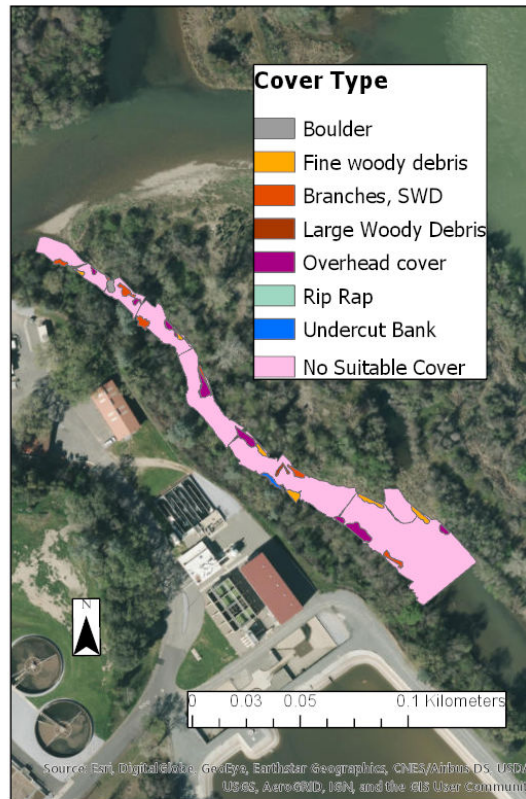 Cover Type
Boulder
Fine woody debris
Branches, SWD
Large Woody Debris
Overhead cover
Rip Rap
Undercut Bank
No Suitable Cover
N
0 0.03 0.05 0.1 Kilometers
Source: Esri, DigitalGlobe, GeoEye, Earthstar Geographics, CNES/Airbus DS, USDA
USGS, AeroGRID, IGN, and the GIS User Commun